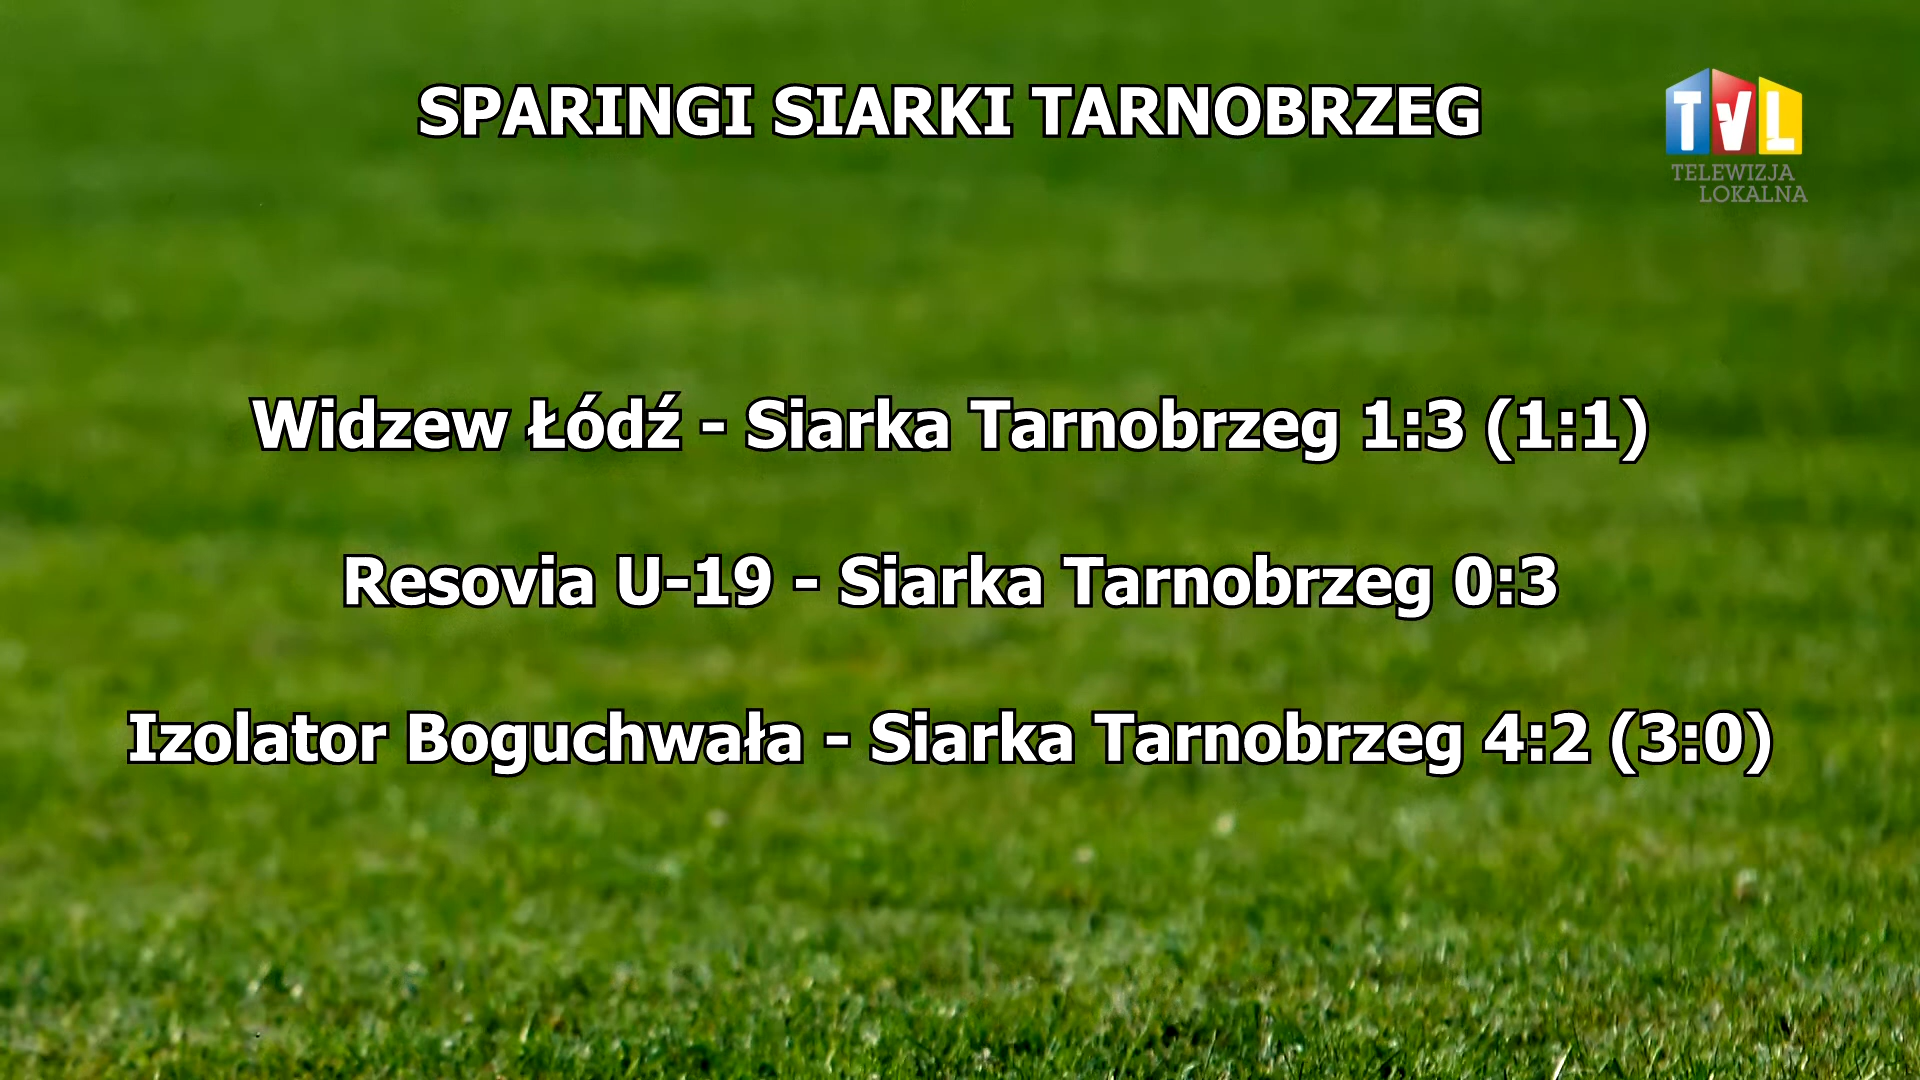 SPARINGI SIARKI TARNOBRZEG
TVL
TELEWIZJA
LOKALNA
Widzew Łódź - Siarka Tarnobrzeg 1:3 (1:1)
Resovia U-19 - Siarka Tarnobrzeg 0:3
Izolator Boguchwała - Siarka Tarnobrzeg 4:2 (3:0)